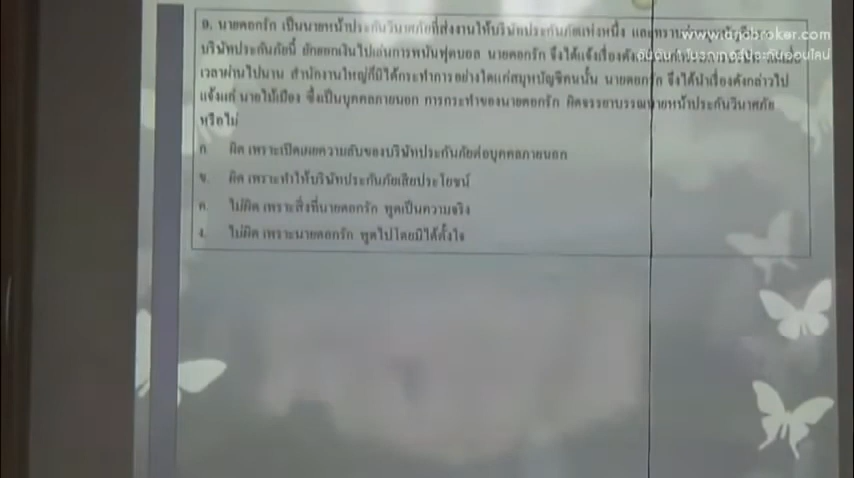 ๑. นายดอกรัก เป็นนายหน้าประกันวินาศภัยที่ส่งงานให้บริษัทประกันภัยแห่งหนึ่ง และทราบ
www.andbroker.com
บริษัทประกันภัยนี้ ยักยอกเงินไปเล่นการพนันฟุตบอล นายดอกรัก จึงได้แจ้งเรื่องดัง
เวลาผ่านไปนาน สำนักงานใหญ่ก็มิได้กระทำการอย่างใดแก่สมุหบัญชีคนนั้น นายดอกรัก จึงได้นำเรื่องดังกล่าวไป
แจ้งแก่ นายไม้เมือง ซึ่งเป็นบุคคลภายนอก การกระทำของนายดอกรัก ผิดจรรยาบรรณนายหน้าประกันวินาศภัย
หรือไม่
ก. ผิด เพราะเปิดเผยความลับของบริษัทประกันภัยต่อบุคคลภายนอก
ข. ผิด เพราะทำให้บริษัทประกันภัยเสียประโยชน์
ค. ไม่ผิด เพราะสิ่งที่นายดอกรัก พูดเป็นความจริง
ง. ไม่ผิด เพราะนายดอกรัก พูดไปโดยมิได้ตั้งใจ